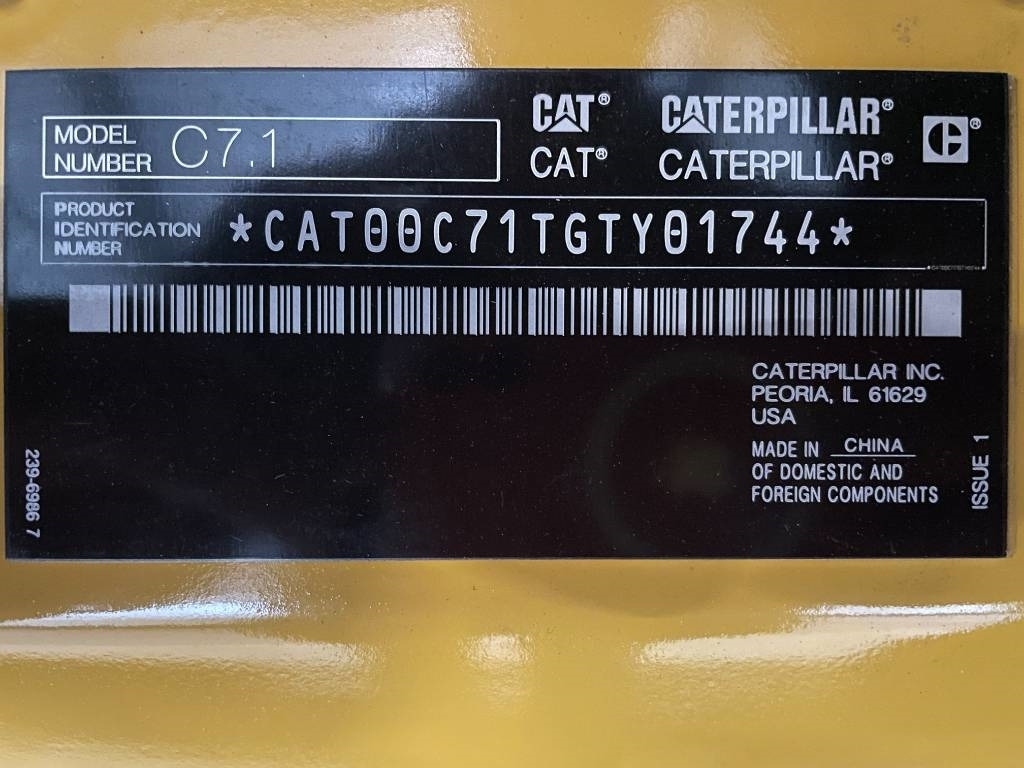 CAT® CATERPILLAR®
CAT® CATERPILLAR®
MODEL NUMBER C7.1
PRODUCT
IDENTIFICATION
NUMBER
*CAT00C71TGTY01744*
CATERPILLAR INC.
PEORIA, IL 61629
USA
MADE IN CHINA
OF DOMESTIC AND
FOREIGN COMPONENTS
ISSUE 1
239-6986 7